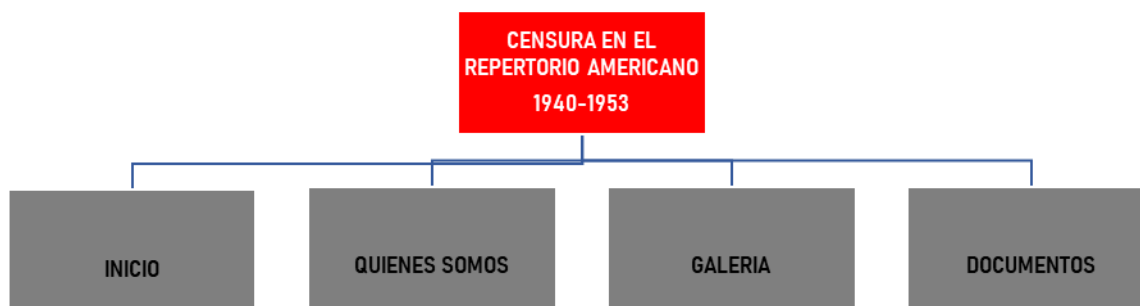 CENSURA EN EL
REPERTORIO AMERICANO
1940-1953
INICIO
QUIENES SOMOS
GALERIA
DOCUMENTOS